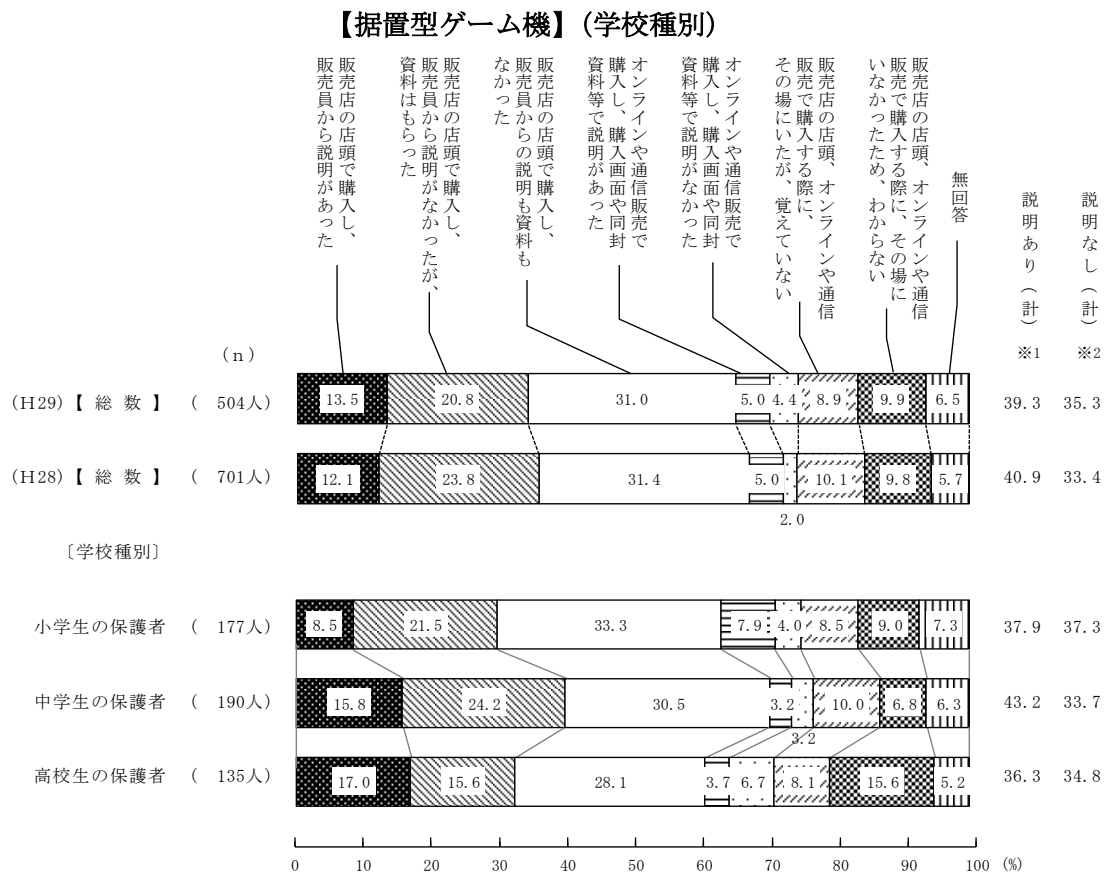 【据置型ゲーム機】（学校種別）
販売店の店頭で購入し、
販売員から説明があった
販売店の店頭で購入し、
販売員から説明がなかったが、
資料はもらった
販売店の店頭で購入し、
販売員からの説明も資料も
なかった
オンラインや通信販売で
購入し、購入画面や同封
資料等で説明があった
オンラインや通信販売で
購入し、購入画面や同封
資料等で説明がなかった
販売店の店頭、オンラインや通信
販売で購入する際に、
その場にいたが、覚えていない
販売店の店頭、オンラインや通信
販売で購入する際に、その場に
いなかったため、わからない
無回答
説明あり（計）
※1
説明なし（計）
※2
（n）
(H29)【 総 数 】 （ 504人） 13.5 20.8 31.0 5.0 4.4 8.9 9.9 6.5 39.3 35.3
(H28)【 総 数 】 （ 701人） 12.1 23.8 31.4 5.0 10.1 9.8 5.7 40.9 33.4
2.0
〔学校種別〕
小学生の保護者 （ 177人） 8.5 21.5 33.3 7.9 4.0 8.5 9.0 7.3 37.9 37.3
中学生の保護者 （ 190人） 15.8 24.2 30.5 3.2 10.0 6.8 6.3 43.2 33.7
3.2
高校生の保護者 （ 135人） 17.0 15.6 28.1 3.7 6.7 8.1 15.6 5.2 36.3 34.8
0 10 20 30 40 50 60 70 80 90 100 (%)